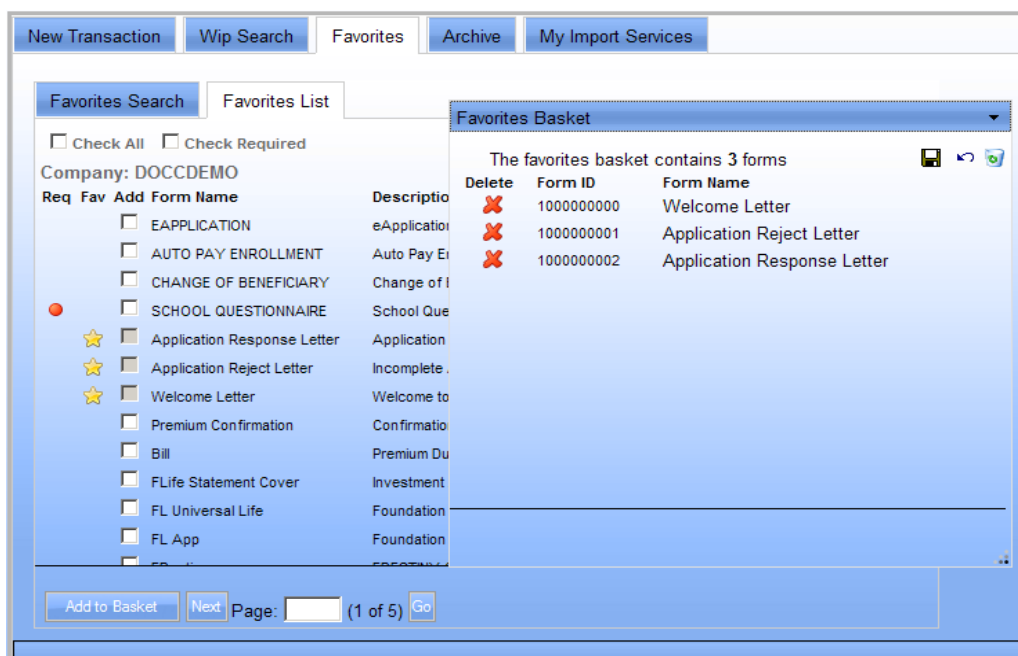 New Transaction Wip Search Favorites Archive My Import Services
Favorites Search Favorites List
Check All Check Required
Company: DOCCDEMO
Req Fav Add Form Name Descriptio
EAPPLICATION eApplication
AUTO PAY ENROLLMENT Auto Pay E
CHANGE OF BENEFICIARY Change of
SCHOOL QUESTIONNAIRE School Que
Application Response Letter Application
Application Reject Letter Incomplete
Welcome Letter Welcome to
Premium Confirmation Confirmatio
Bill Premium Du
FLife Statement Cover Investment
FL Universal Life Foundation
FL App Foundation
Favorites Basket
The favorites basket contains 3 forms
Delete Form ID Form Name
1000000000 Welcome Letter
1000000001 Application Reject Letter
1000000002 Application Response Letter
Add to Basket Next Page: (1 of 5) Go